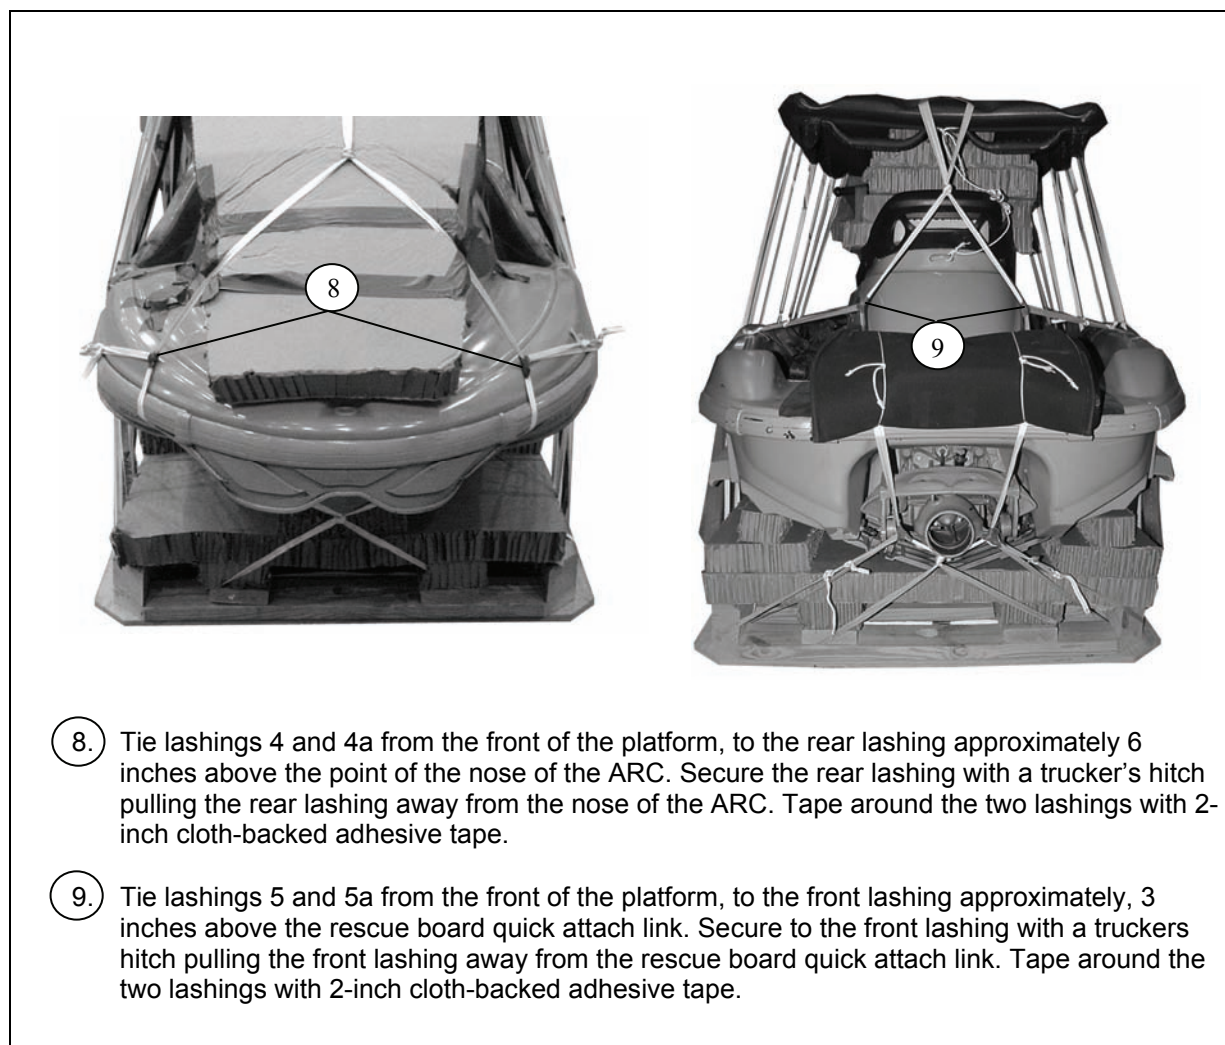 8
9
8. Tie lashings 4 and 4a from the front of the platform, to the rear lashing approximately 6
inches above the point of the nose of the ARC. Secure the rear lashing with a trucker’s hitch
pulling the rear lashing away from the nose of the ARC. Tape around the two lashings with 2-
inch cloth-backed adhesive tape.
9. Tie lashings 5 and 5a from the front of the platform, to the front lashing approximately, 3
inches above the rescue board quick attach link. Secure to the front lashing with a truckers
hitch pulling the front lashing away from the rescue board quick attach link. Tape around the
two lashings with 2-inch cloth-backed adhesive tape.